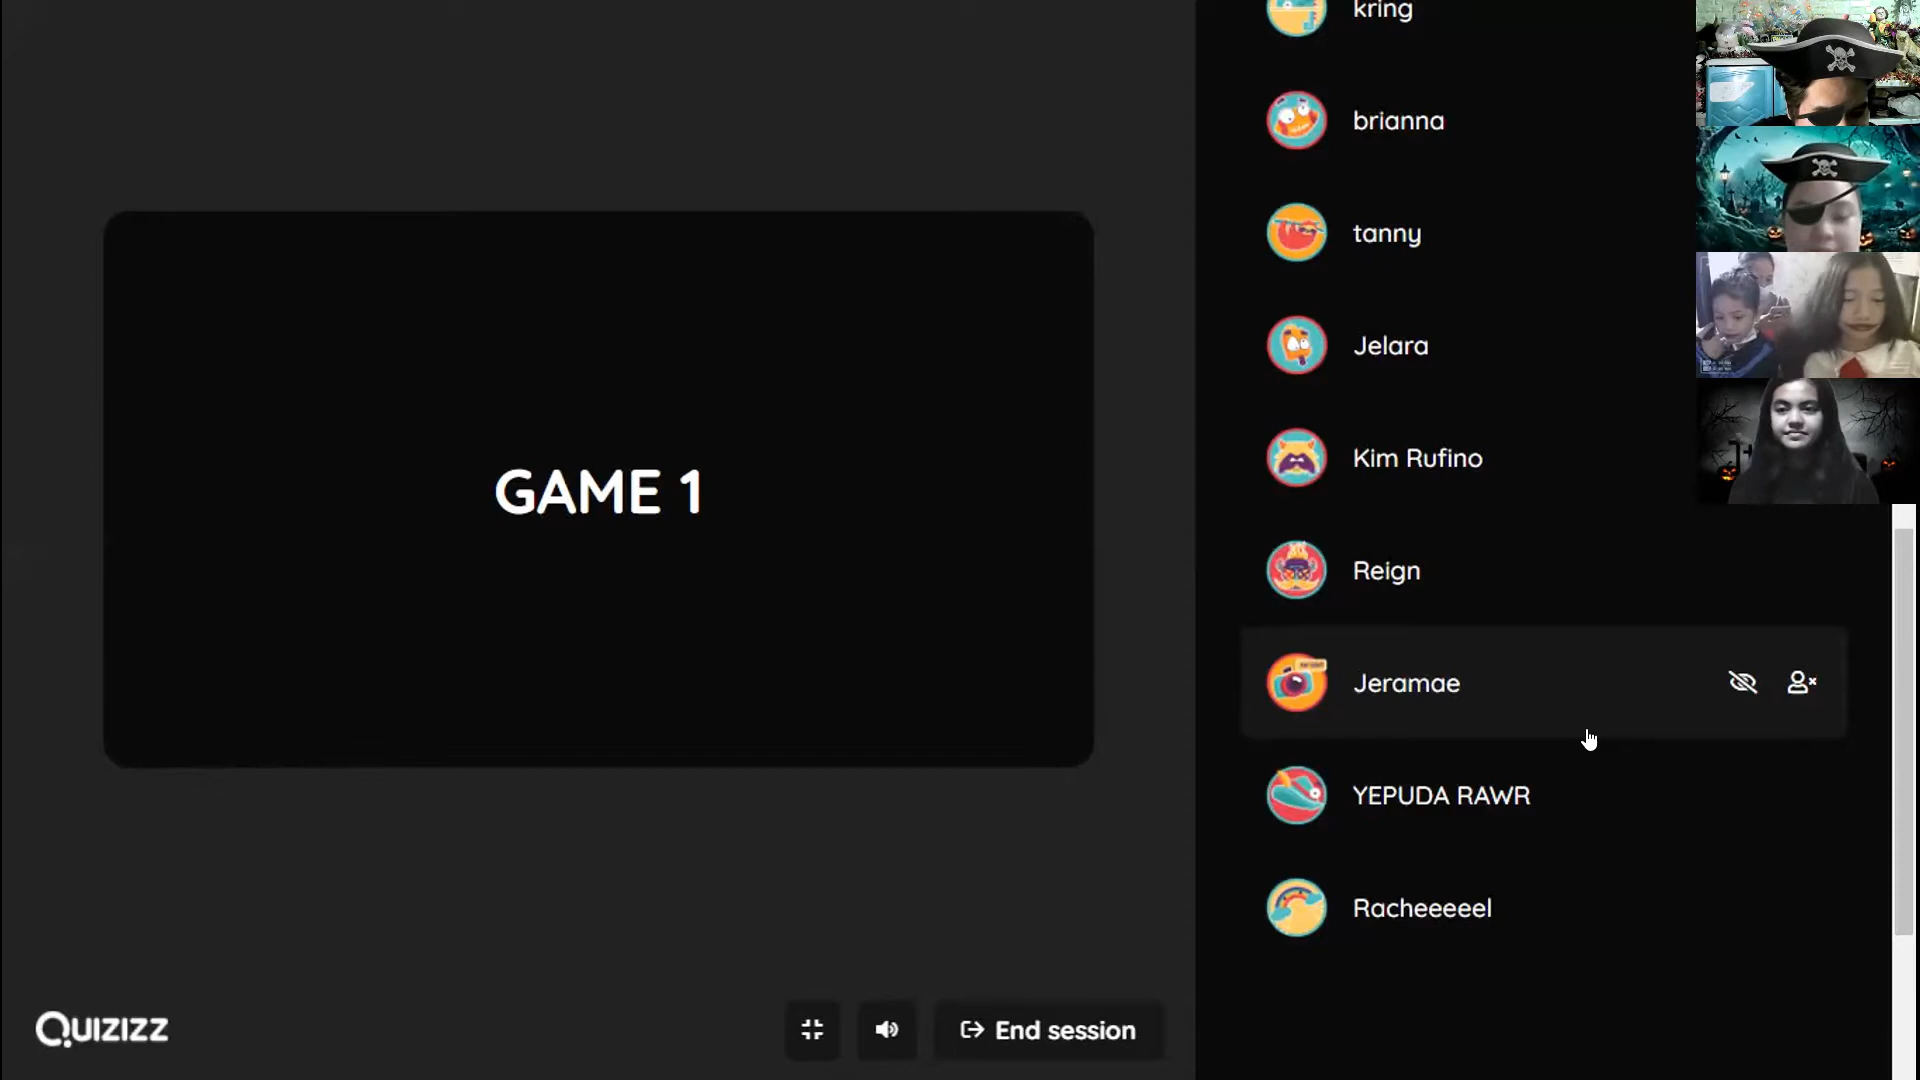 GAME 1
QUIZIZZ
End session
kring
brianna
tanny
Jelara
Kim Rufino
Reign
Jeramae
YEPUDA RAWR
Racheeeeel